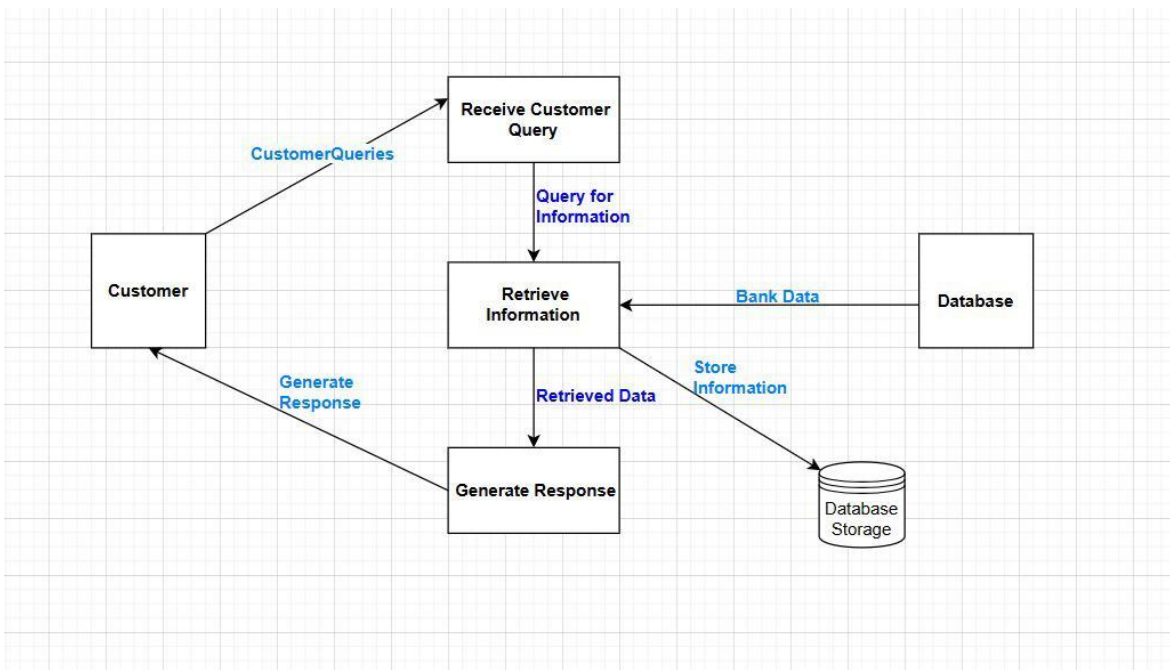 Receive Customer
Query
CustomerQueries
Query for
Information
Customer
Retrieve
Information
Bank Data
Database
Generate
Response
Retrieved Data
Store
Information
Generate Response
Database
Storage